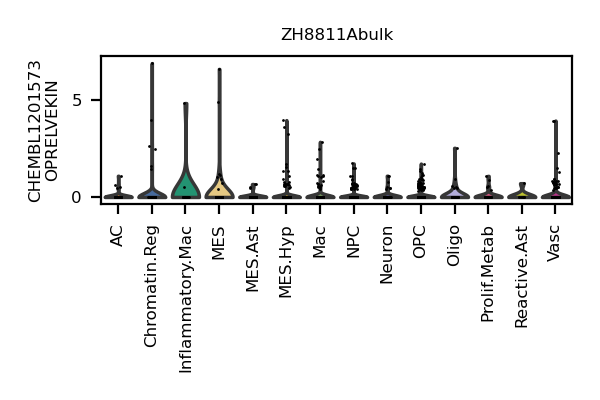 ZH8811Abulk
CHEMBL1201573
OPRELVEKIN
5
0
AC
Chromatin.Reg
Inflammatory.Mac
MES
MES.Ast
MES.Hyp
Mac
NPC
Neuron
OPC
Oligo
Prolif.Metab
Reactive.Ast
Vasc